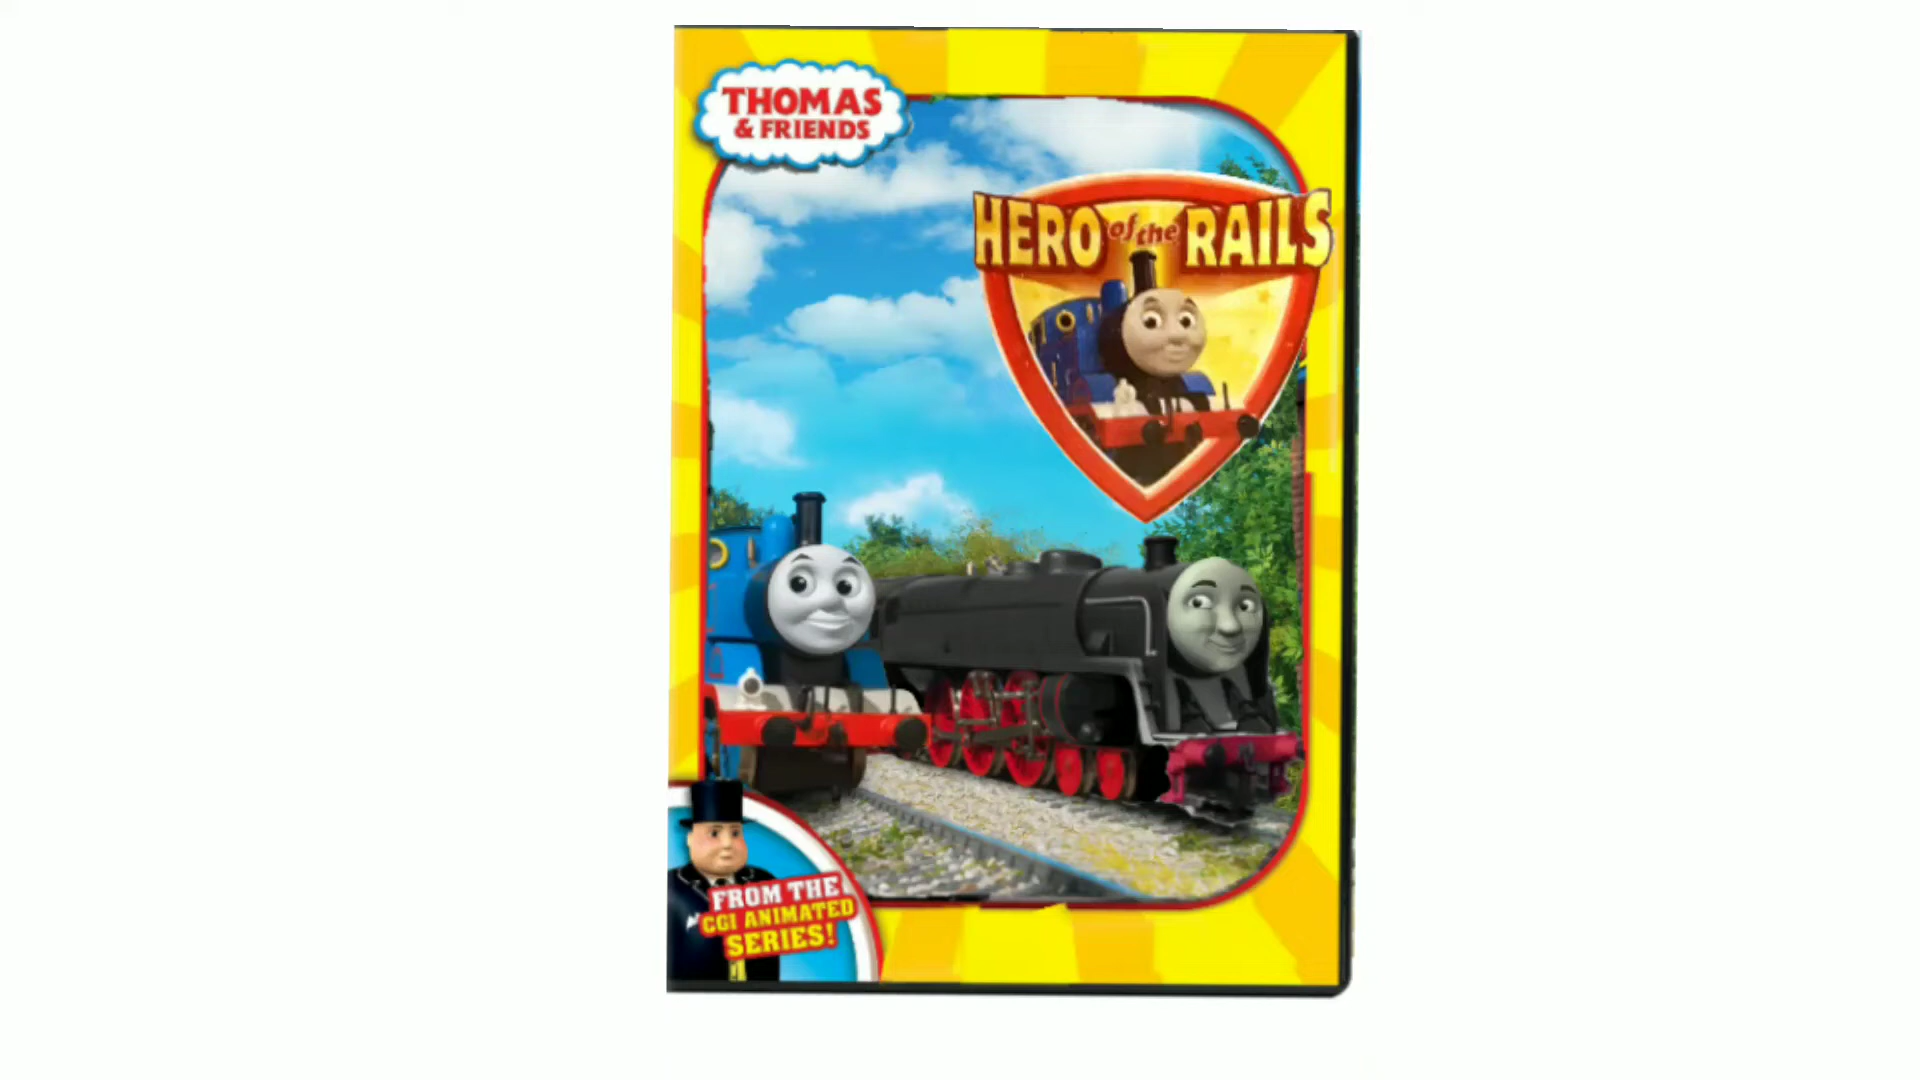 THOMAS
& FRIENDS
HERO of the RAILS
FROM THE
CGI ANIMATED
SERIES!